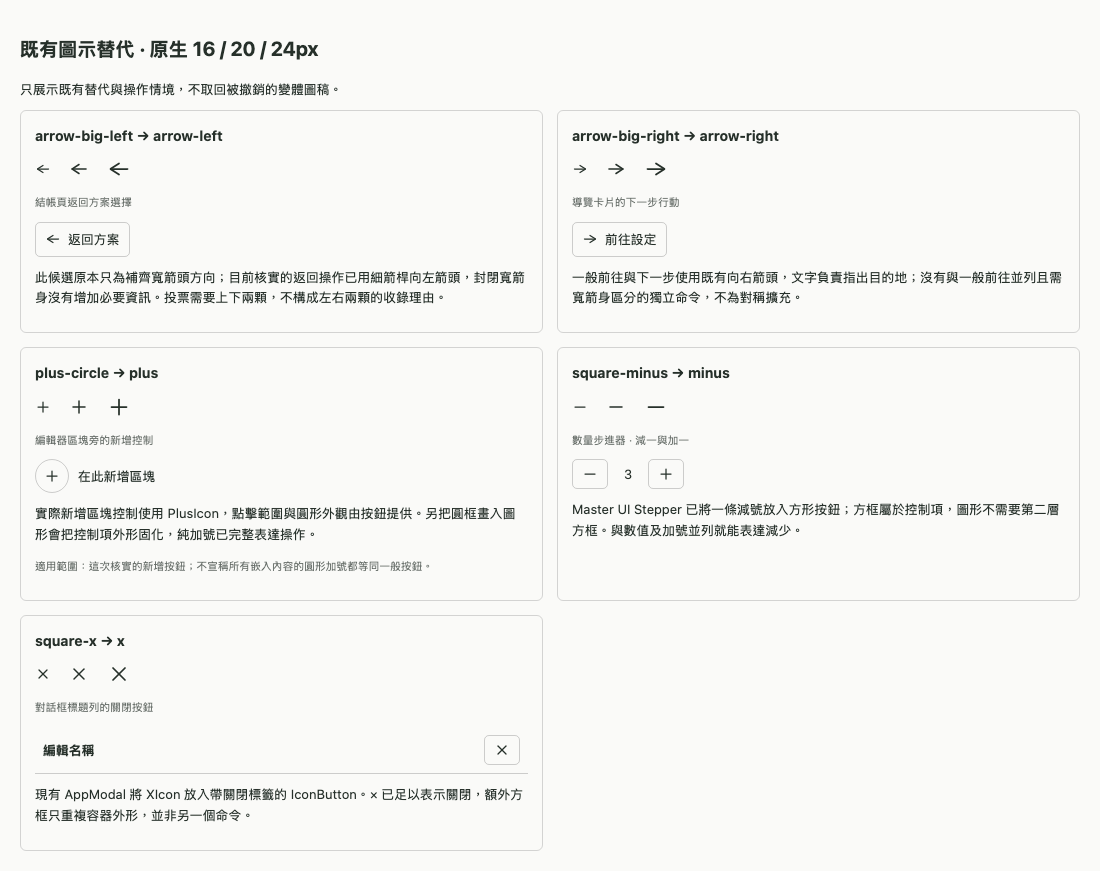 既有圖示替代 · 原生 16 / 20 / 24px
只展示既有替代與操作情境，不取回被撤銷的變體圖稿。
arrow-big-left → arrow-left
結帳頁返回方案選擇
返回方案
此候選原本只為補齊寬箭頭方向；目前核實的返回操作已用細箭桿向左箭頭，封閉寬箭
身沒有增加必要資訊。投票需要上下兩顆，不構成左右兩顆的收錄理由。
arrow-big-right → arrow-right
導覽卡片的下一步行動
前往設定
一般前往與下一步使用既有向右箭頭，文字負責指出目的地；沒有與一般前往並列且需
寬箭身區分的獨立命令，不為對稱擴充。
plus-circle → plus
編輯器區塊旁的新增控制
在此新增區塊
實際新增區塊控制使用 PlusIcon，點擊範圍與圓形外觀由按鈕提供。另把圓框畫入圖
形會把控制項外形固化，純加號已完整表達操作。
適用範圍：這次核實的新增按鈕；不宣稱所有嵌入內容的圓形加號都等同一般按鈕。
square-minus → minus
數量步進器 · 減一與加一
3
Master UI Stepper 已將一條減號放入方形按鈕；方框屬於控制項，圖形不需要第二層
方框。與數值及加號並列就能表達減少。
square-x → x
對話框標題列的關閉按鈕
編輯名稱
現有 AppModal 將 XIcon 放入帶關閉標籤的 IconButton。× 已足以表示關閉，額外方
框只重複容器外形，並非另一個命令。